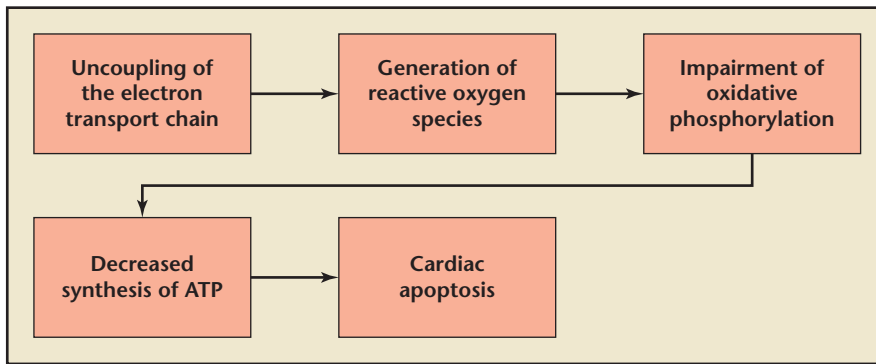 Uncoupling of
the electron
transport chain
Generation of
reactive oxygen
species
Impairment of
oxidative
phosphorylation
Decreased
synthesis of ATP
Cardiac
apoptosis